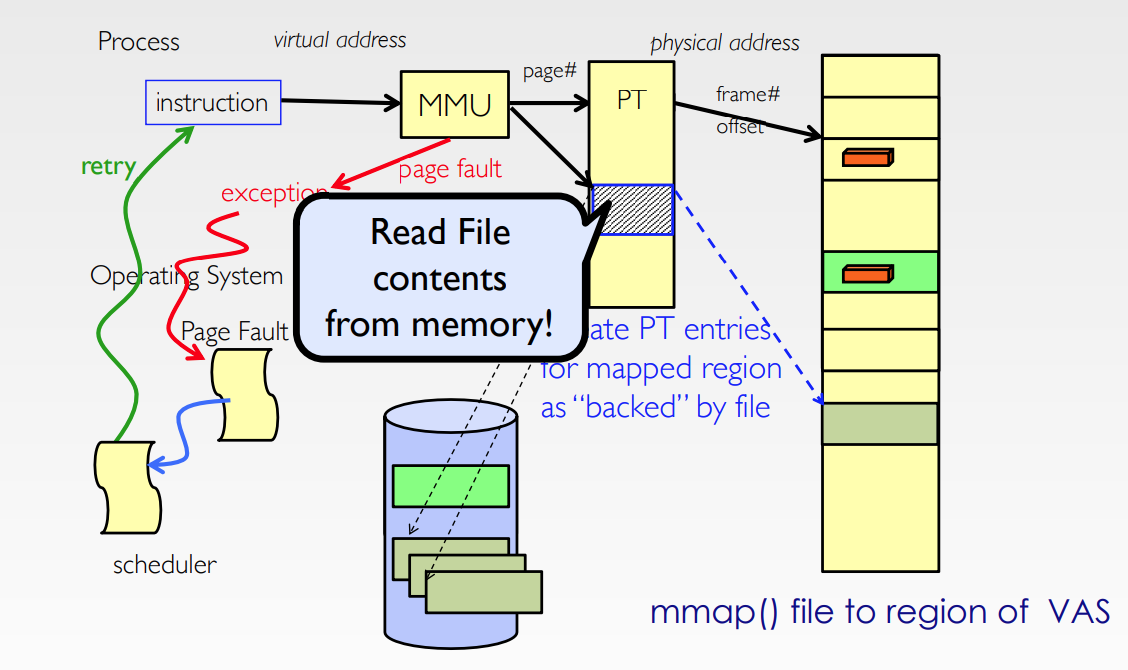 Process
virtual address
physical address
instruction
MMU
page#
PT
frame#
offset
retry
page fault
exception
Read File
contents
from memory!
Operating System
Page Fault
ate PT entries
for mapped region
as “backed” by file
scheduler
mmap() file to region of VAS